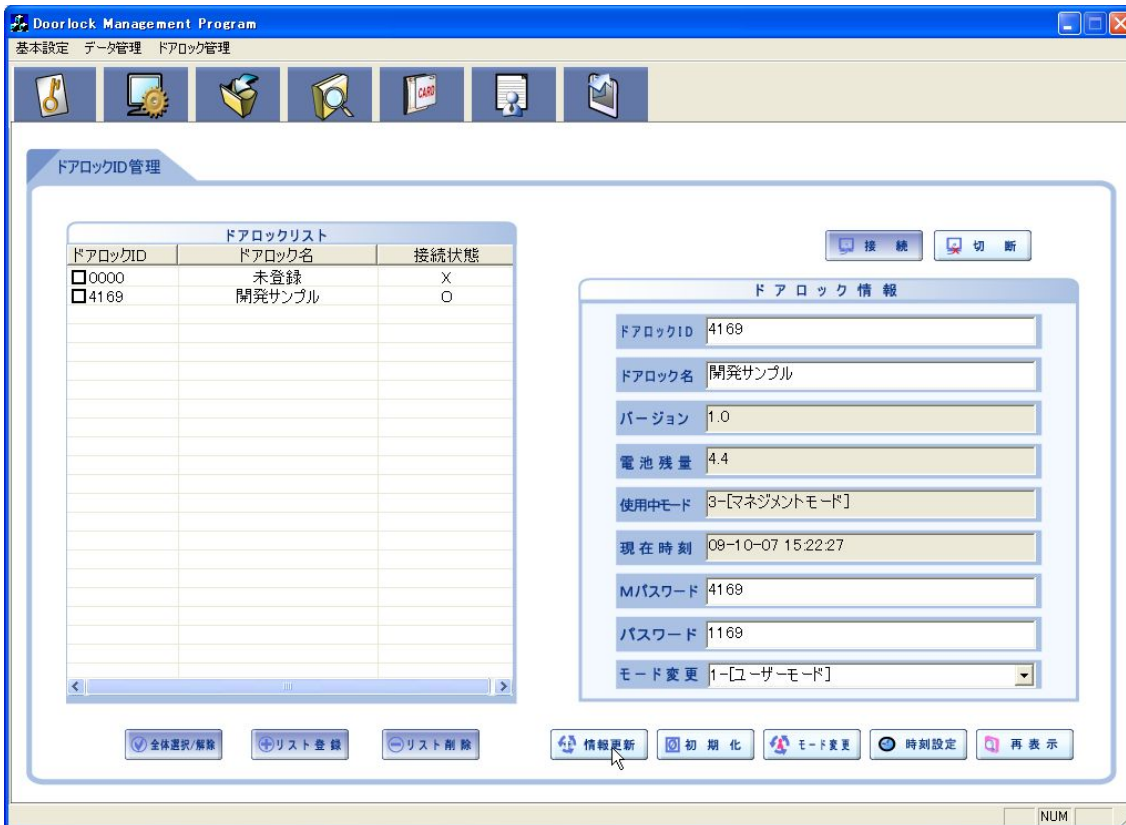 Doorlock Management Program
基本設定 データ管理 ドアロック管理
CARD
ドアロックID管理
ドアロックリスト
ドアロックID ドアロック名 接続状態
0000 未登録 X
4169 開発サンプル O
接 続 切 断
ドアロック情報
ドアロックID 4169
ドアロック名 開発サンプル
バージョン 1.0
電池残量 4.4
使用中モード 3-[マネジメントモード]
現在時刻 09-10-07 15:22:27
Mパスワード 4169
パスワード 1169
モード変更 1-[ユーザーモード]
全体選択/解除 リスト登録 リスト削除 情報更新 初期化 モード変更 時刻設定 再表示
NUM